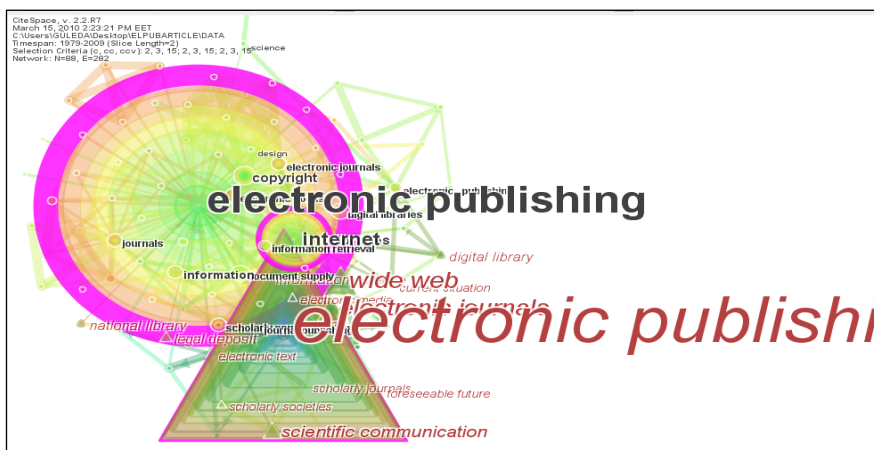 CiteSpace, v. 2.2.R7
March 15, 2010 2:23:21 PM EET
C:\Users\GULEDA\Desktop\ELPUBARTICLE\DATA
Timespan: 1979-2009 (Slice Length=2)
Selection Criteria (c, cc, ccv): 2, 3, 15; 2, 3, 15; 2, 3, 15
Network: N=88, E=282
science
design
electronic journals
copyright
electronic publishing
electronic publishin
digital libraries
internet
journals
information retrieval
digital library
information
document supply
information
wide web
current situation
electronic media
electronic journals
national library
electronic publishi
legal deposit
electronic text
scholarly journals
foreseeable future
scholarly societies
scientific communication